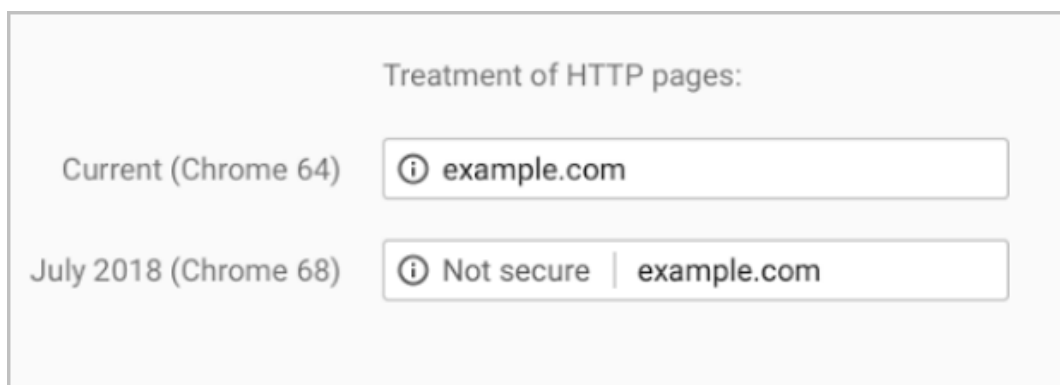 Treatment of HTTP pages:
Current (Chrome 64) example.com
July 2018 (Chrome 68) Not secure example.com